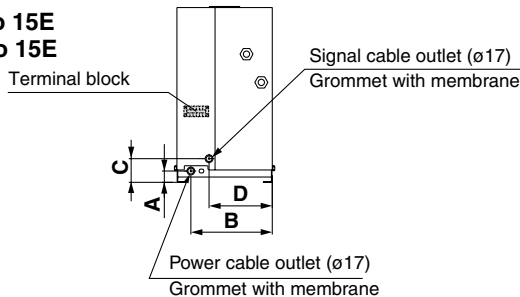 15E
15E
Signal cable outlet (ø17)
Grommet with membrane
Terminal block
C
A
D
B
Power cable outlet (ø17)
Grommet with membrane